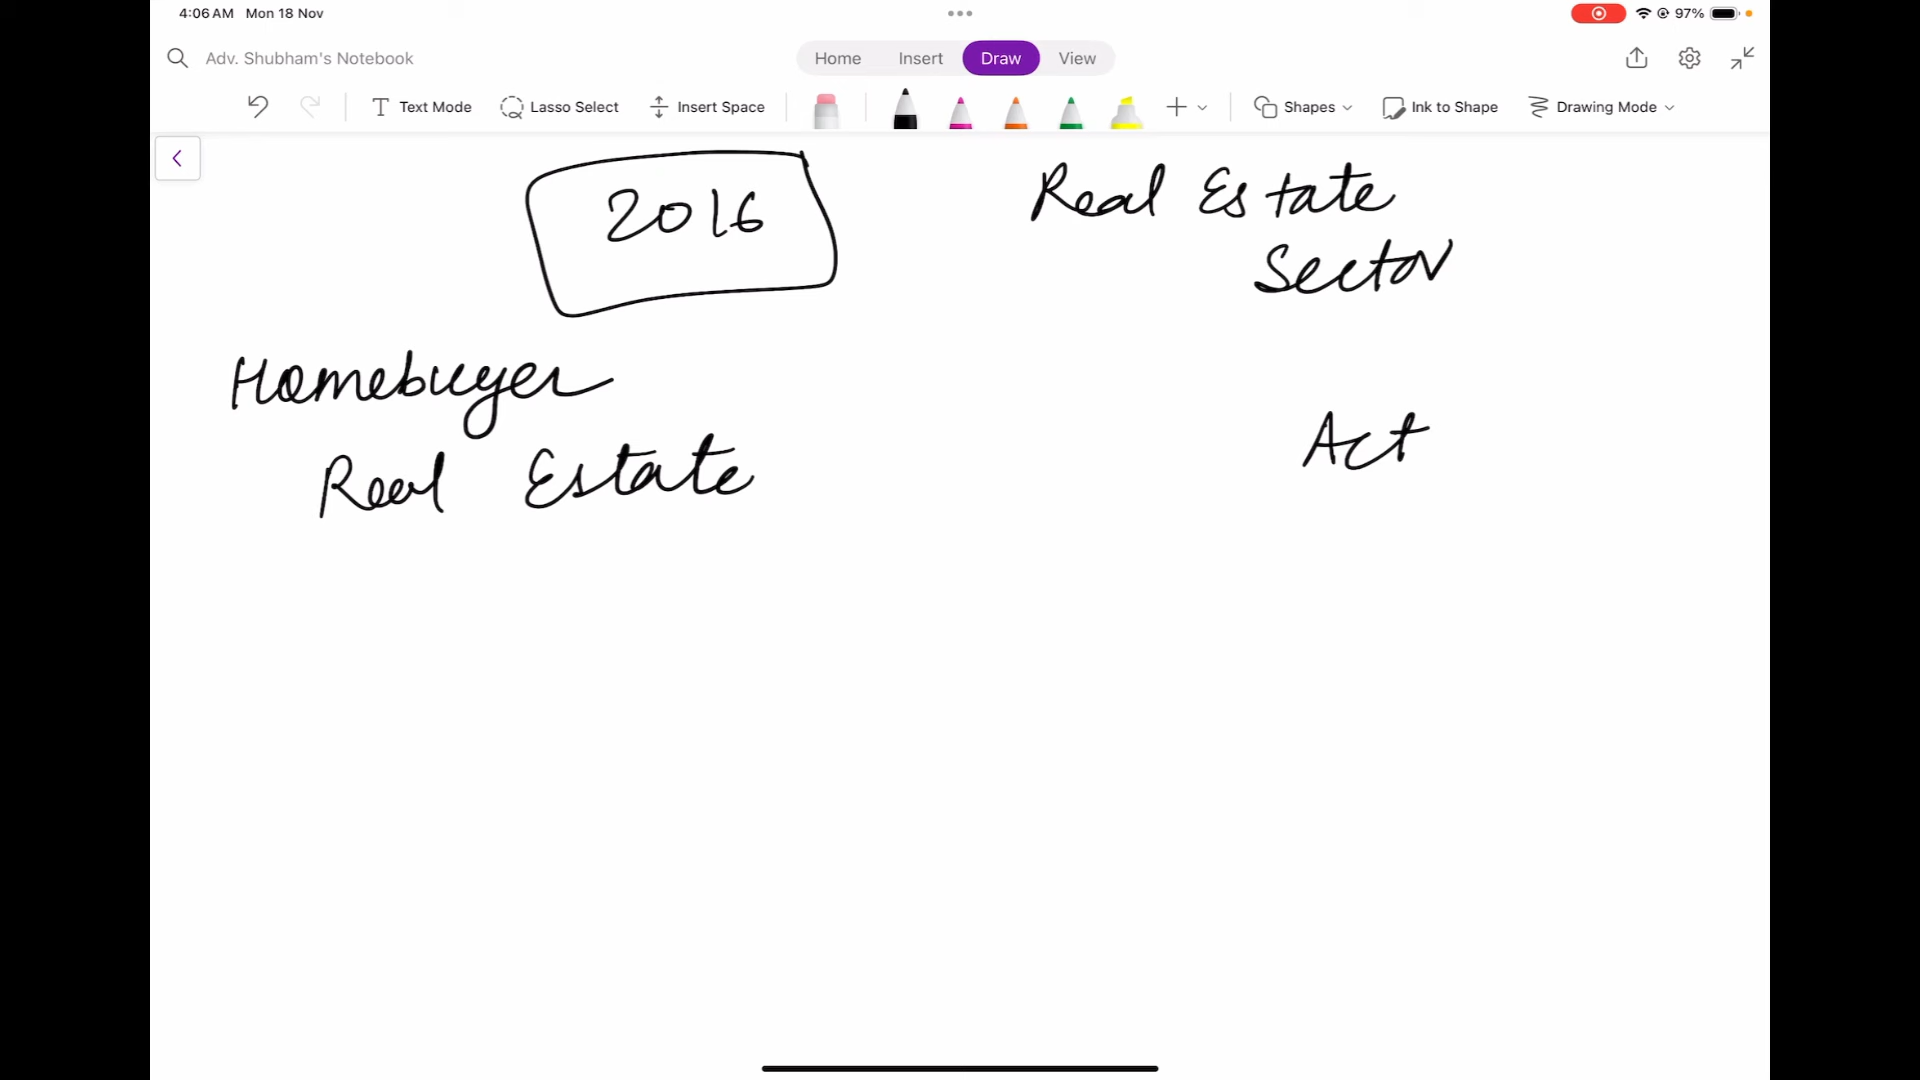 4:06 AM Mon 18 Nov
97%
Adv. Shubham's Notebook
Home Insert Draw View
Text Mode Lasso Select Insert Space Shapes Ink to Shape Drawing Mode
2016
Real Estate
Sector
Homebuyer
Real Estate
Act